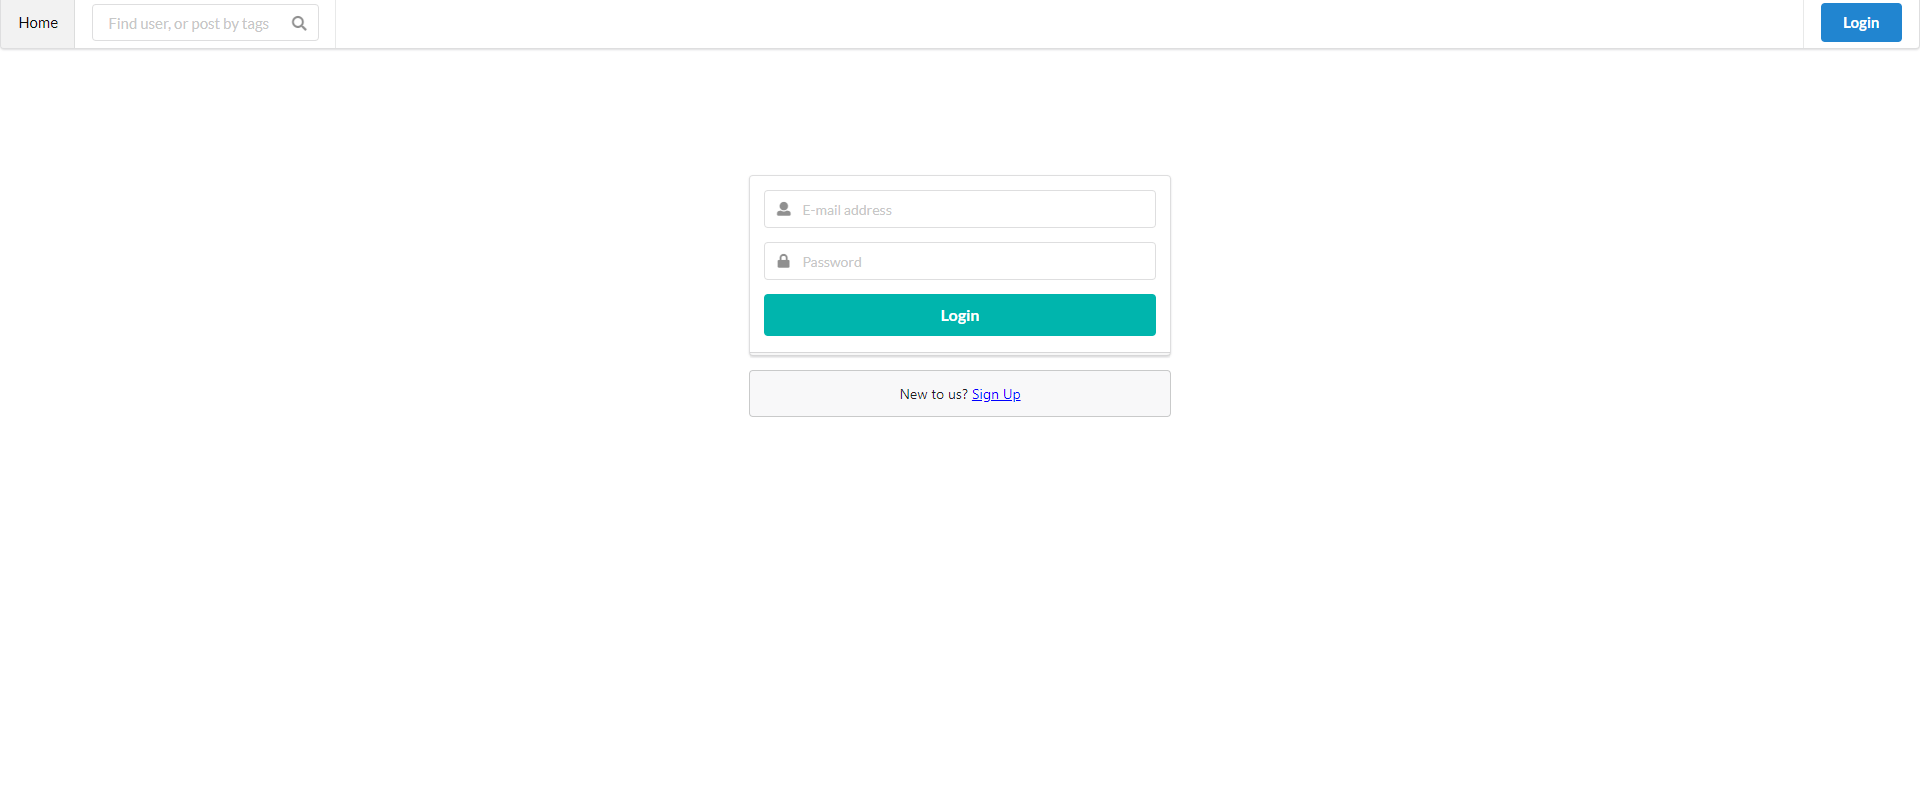 Home
Find user, or post by tags
Login
E-mail address
Password
Login
New to us? Sign Up